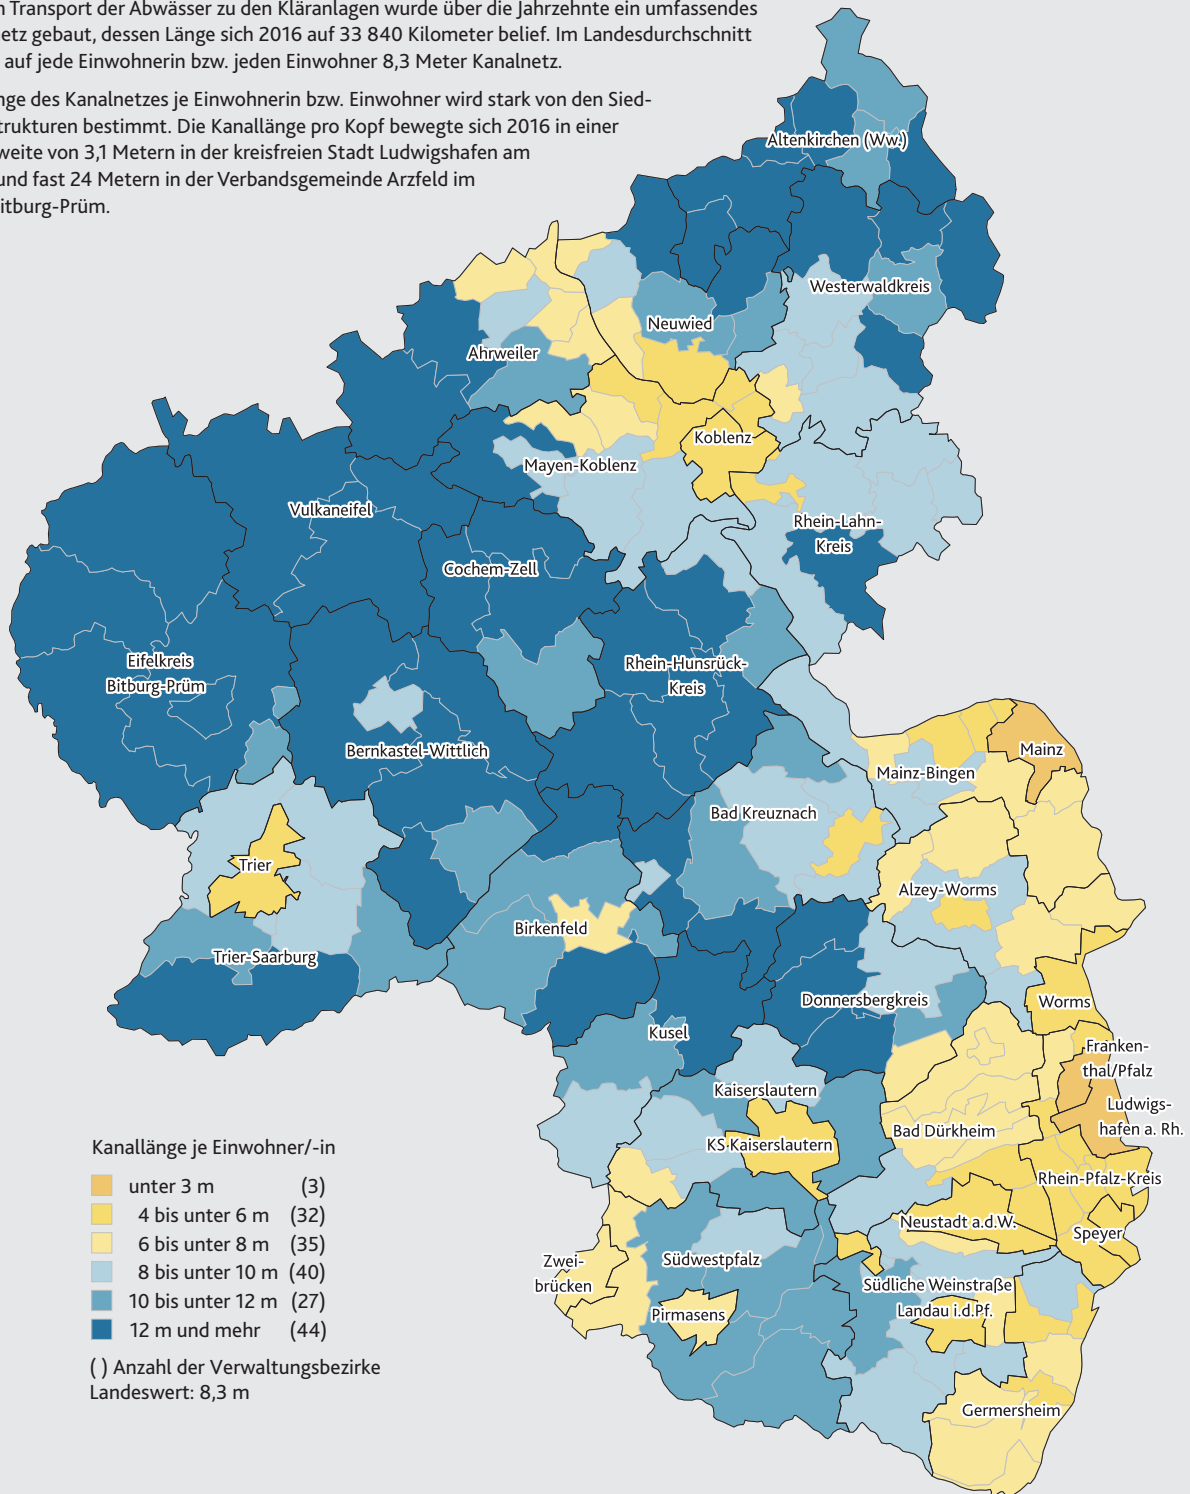 Transport der Abwässer zu den Kläranlagen wurde über die Jahrzehnte ein umfassendes
etz gebaut, dessen Länge sich 2016 auf 33 840 Kilometer belief. Im Landesdurchschnitt
auf jede Einwohnerin bzw. jeden Einwohner 8,3 Meter Kanalnetz.
nge des Kanalnetzes je Einwohnerin bzw. Einwohner wird stark von den Sied-
trukturen bestimmt. Die Kanallänge pro Kopf bewegte sich 2016 in einer
weite von 3,1 Metern in der kreisfreien Stadt Ludwigshafen am
und fast 24 Metern in der Verbandsgemeinde Arzfeld im
itburg-Prüm.
Altenkirchen (Ww.)
Westerwaldkreis
Neuwied
Ahrweiler
Koblenz
Mayen-Koblenz
Vulkaneifel
Rhein-Lahn-
Kreis
Cochem-Zell
Eifelkreis
Bitburg-Prüm
Rhein-Hunsrück-
Kreis
Bernkastel-Wittlich
Mainz
Mainz-Bingen
Bad Kreuznach
Trier
Alzey-Worms
Birkenfeld
Trier-Saarburg
Donnersbergkreis
Worms
Kusel
Franken-
thal/Pfalz
Kaiserslautern
Ludwigs-
hafen a. Rh.
KS Kaiserslautern
Bad Dürkheim
Rhein-Pfalz-Kreis
Neustadt a.d.W.
Speyer
Zwei-
brücken
Südwestpfalz
Südliche Weinstraße
Landau i.d.Pf.
Pirmasens
Germersheim
Kanallänge je Einwohner/-in
unter 3 m (3)
4 bis unter 6 m (32)
6 bis unter 8 m (35)
8 bis unter 10 m (40)
10 bis unter 12 m (27)
12 m und mehr (44)
( ) Anzahl der Verwaltungsbezirke
Landeswert: 8,3 m